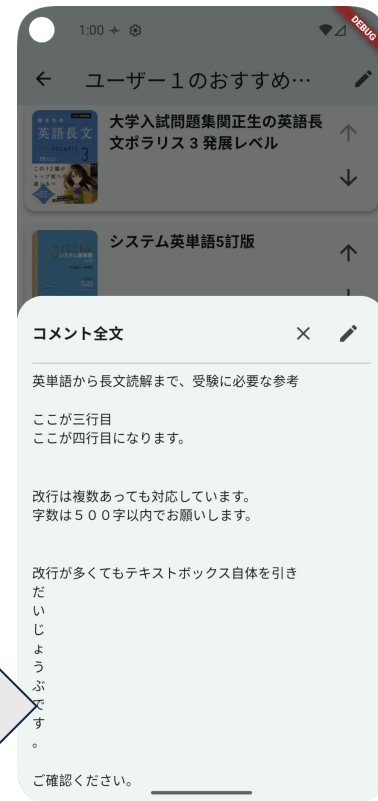 1:00
DEBUG
ユーザー１のおすすめ…
英語長文
POLARIS
3
大学入試問題集関正生の英語長
文ポラリス 3 発展レベル
システム英単語5訂版
コメント全文
英単語から長文読解まで、受験に必要な参考
ここが三行目
ここが四行目になります。
改行は複数あっても対応しています。
字数は５００字以内でお願いします。
改行が多くてもテキストボックス自体を引き
だ
い
じ
ょ
う
ぶ
で
す
。
ご確認ください。